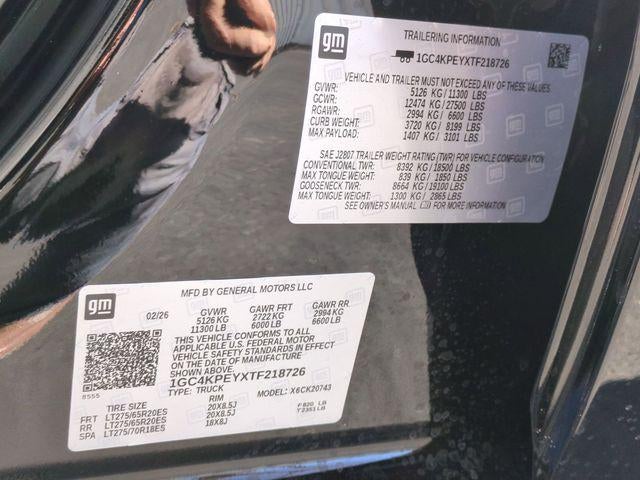 gm
TRAILERING INFORMATION
1GC4KPEYXTF218726
VEHICLE AND TRAILER MUST NOT EXCEED ANY OF THESE VALUES
GVWR: 5126 KG / 11300 LBS
GCWR: 12474 KG / 27500 LBS
RGAWR: 2994 KG / 6600 LBS
CURB WEIGHT: 3720 KG / 8199 LBS
MAX PAYLOAD: 1407 KG / 3101 LBS
SAE J2807 TRAILER WEIGHT RATING (TWR) FOR VEHICLE CONFIGURATION
CONVENTIONAL TWR: 8392 KG / 18500 LBS
MAX TONGUE WEIGHT: 839 KG / 1850 LBS
GOOSENECK TWR: 8664 KG / 19100 LBS
MAX TONGUE WEIGHT: 1300 KG / 2865 LBS
SEE OWNER'S MANUAL FOR MORE INFORMATION
gm
MFD BY GENERAL MOTORS LLC
02/26 GVWR GAWR FRT GAWR RR
5126 KG 2722 KG 2994 KG
11300 LB 6000 LB 6600 LB
THIS VEHICLE CONFORMS TO ALL
APPLICABLE U.S. FEDERAL MOTOR
VEHICLE SAFETY STANDARDS IN EFFECT
ON THE DATE OF MANUFACTURE
SHOWN ABOVE.
1GC4KPEYXTF218726
8555
TYPE: TRUCK MODEL: X6CK20743
TIRE SIZE RIM
FRT LT275/65R20ES 20X8.5J
RR LT275/65R20ES 20X8.5J
SPA LT275/70R18ES 18X8J
F 820 LB
T 2351 LB